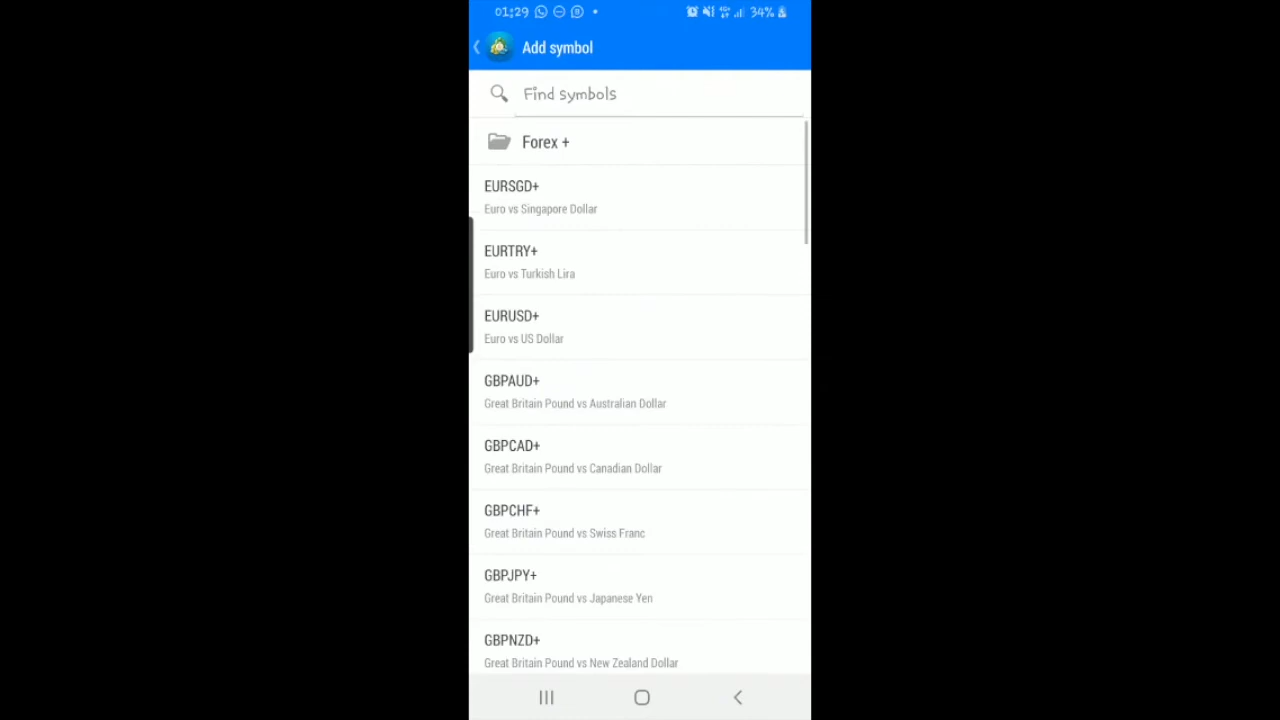 01:29 34%
Add symbol
Find symbols
Forex +
EURSGD+
Euro vs Singapore Dollar
EURTRY+
Euro vs Turkish Lira
EURUSD+
Euro vs US Dollar
GBPAUD+
Great Britain Pound vs Australian Dollar
GBPCAD+
Great Britain Pound vs Canadian Dollar
GBPCHF+
Great Britain Pound vs Swiss Franc
GBPJPY+
Great Britain Pound vs Japanese Yen
GBPNZD+
Great Britain Pound vs New Zealand Dollar